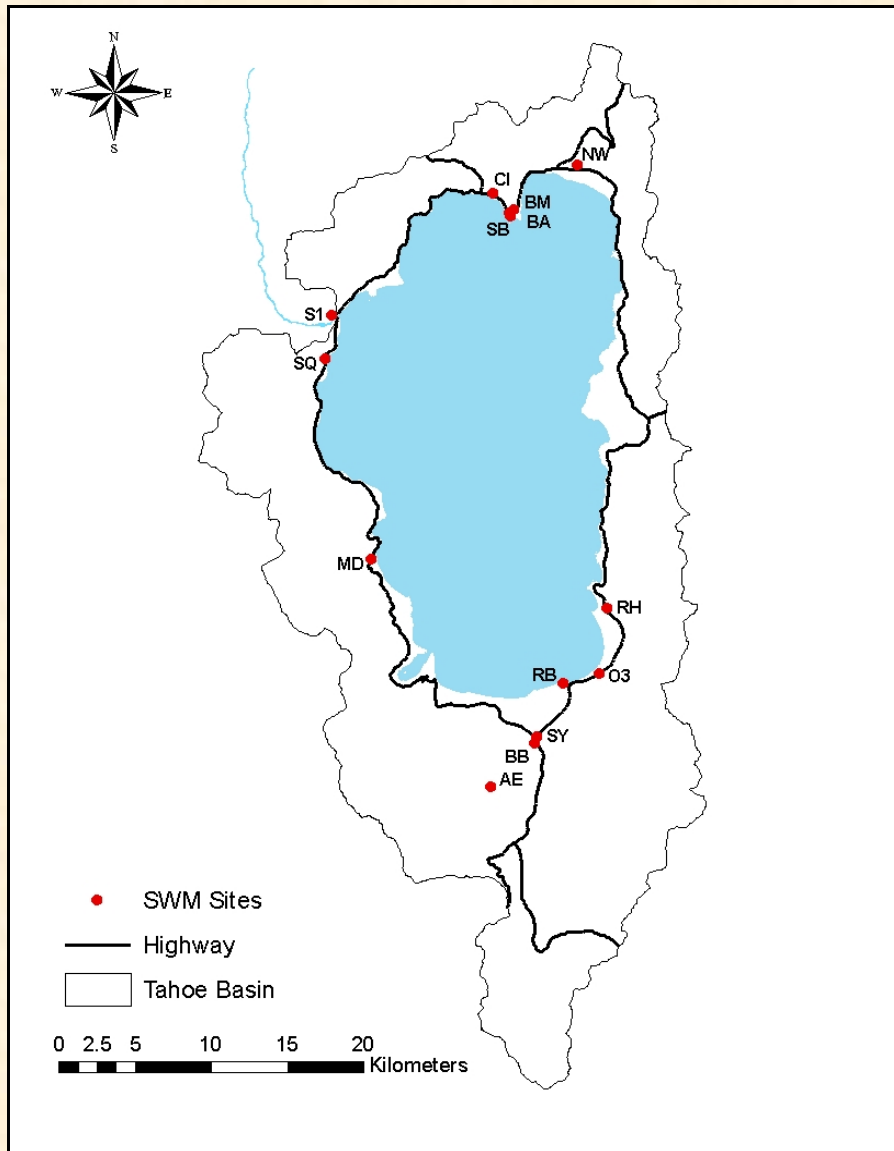 N
W E
S
NW
CI
BM
SB BA
S1
SQ
MD
RH
RB O3
SY
BB
AE
SWM Sites
Highway
Tahoe Basin
0 2.5 5 10 15 20
Kilometers